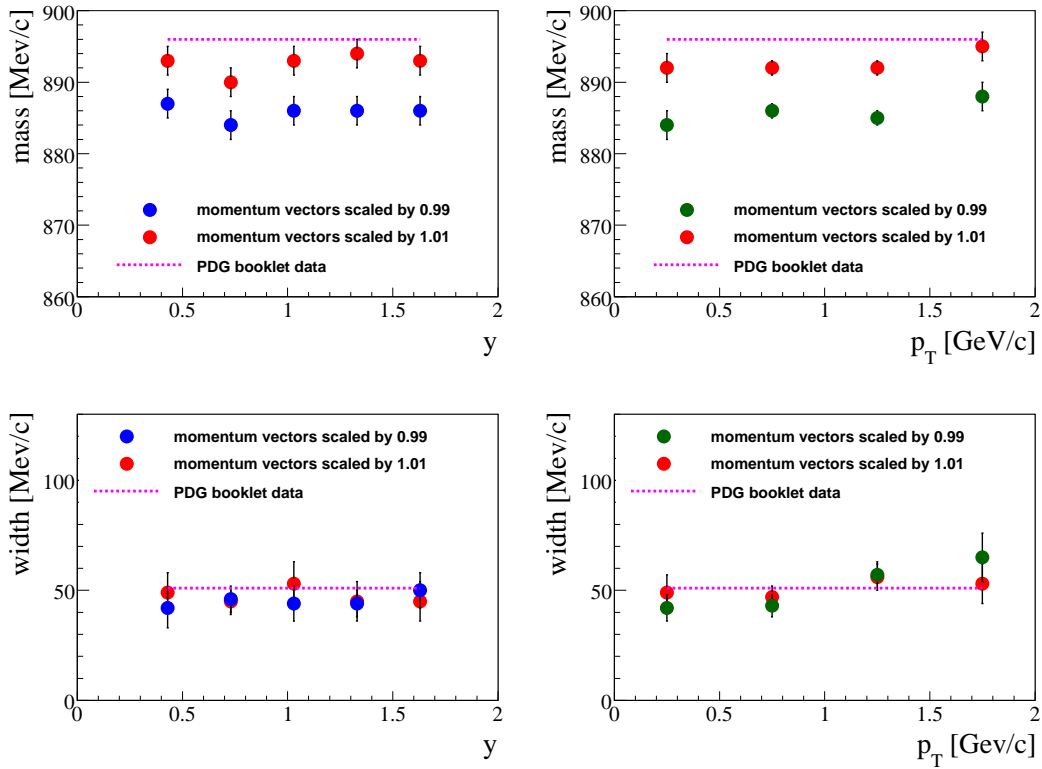 mass [Mev/c]
900
890
880
870
860
momentum vectors scaled by 0.99
momentum vectors scaled by 1.01
PDG booklet data
0 0.5 1 1.5 2
y
mass [Mev/c]
900
890
880
870
860
momentum vectors scaled by 0.99
momentum vectors scaled by 1.01
PDG booklet data
0 0.5 1 1.5 2
p_T [GeV/c]
width [Mev/c]
momentum vectors scaled by 0.99
momentum vectors scaled by 1.01
PDG booklet data
100
50
0
0 0.5 1 1.5 2
y
width [Mev/c]
momentum vectors scaled by 0.99
momentum vectors scaled by 1.01
PDG booklet data
100
50
0
0 0.5 1 1.5 2
p_T [Gev/c]